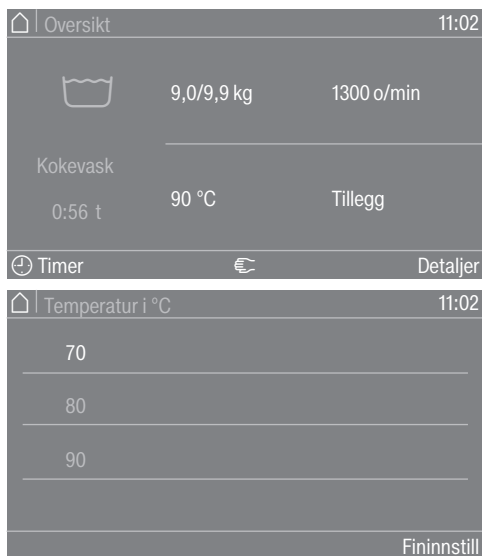 Oversikt 11:02
9,0/9,9 kg 1300 o/min
Kokevask
90 °C Tillegg
0:56 t
Timer Detaljer
Temperatur i °C 11:02
70
80
90
Fininnstill